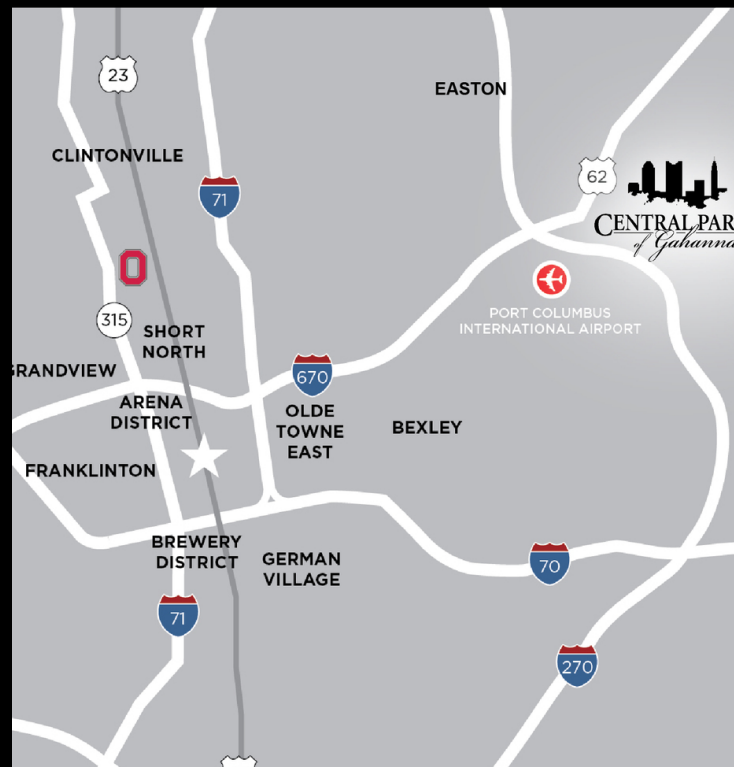 23
EASTON
CLINTONVILLE
62
71
CENTRAL PAR
of Gahanna
O
PORT COLUMBUS
INTERNATIONAL AIRPORT
315
SHORT
NORTH
RANDVIEW
670
ARENA
DISTRICT
OLDE
TOWNE
EAST
BEXLEY
FRANKLINTON
BREWERY
DISTRICT
GERMAN
VILLAGE
70
71
270